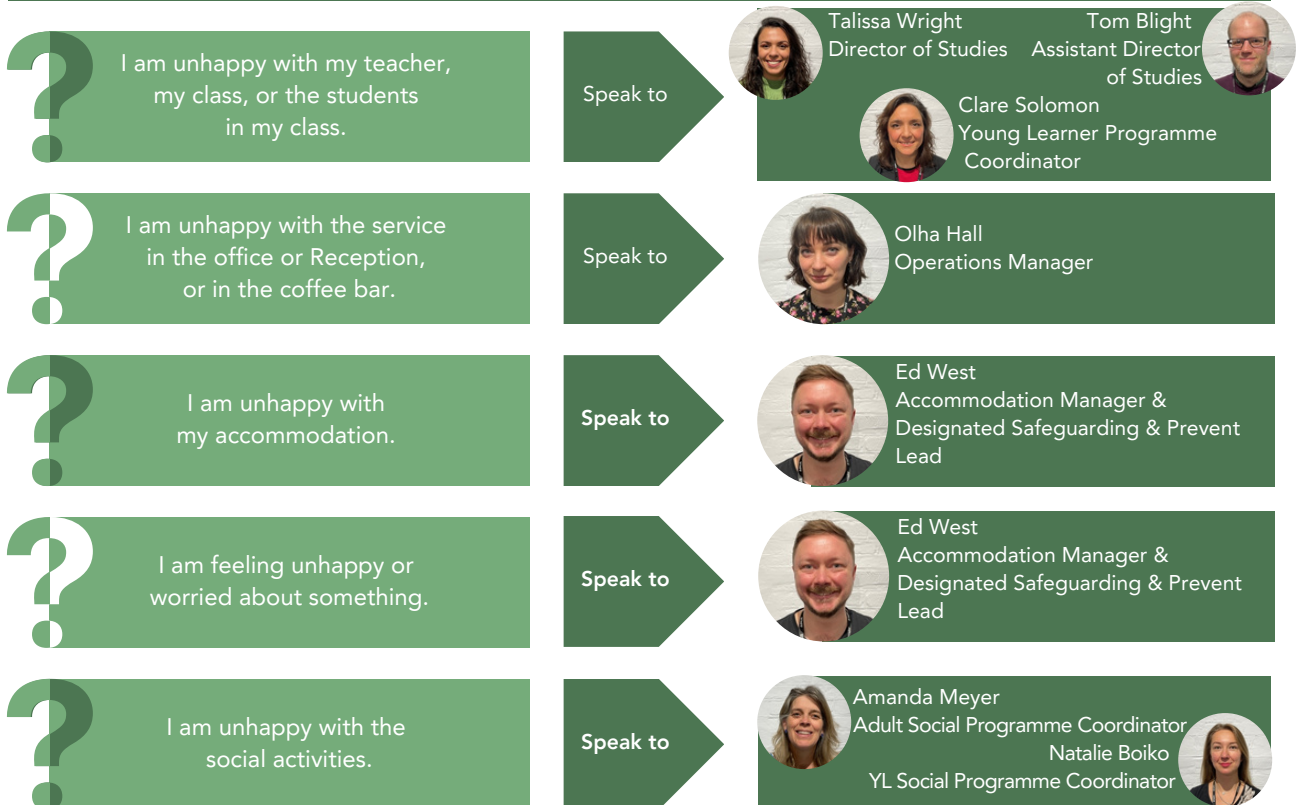 I am unhappy with my teacher,
my class, or the students
in my class.
Speak to
Talissa Wright
Director of Studies
Tom Blight
Assistant Director
of Studies
Clare Solomon
Young Learner Programme
Coordinator
I am unhappy with the service
in the office or Reception,
or in the coffee bar.
Speak to
Olha Hall
Operations Manager
I am unhappy with
my accommodation.
Speak to
Ed West
Accommodation Manager &
Designated Safeguarding & Prevent
Lead
I am feeling unhappy or
worried about something.
Speak to
Ed West
Accommodation Manager &
Designated Safeguarding & Prevent
Lead
I am unhappy with the
social activities.
Speak to
Amanda Meyer
Adult Social Programme Coordinator
Natalie Boiko
YL Social Programme Coordinator